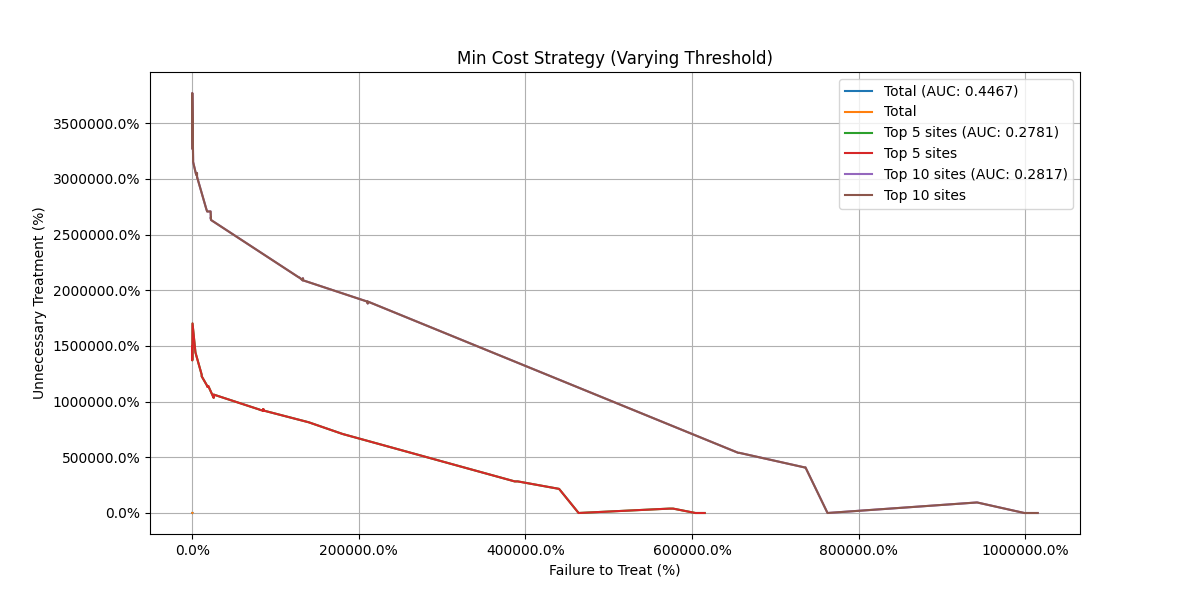 Min Cost Strategy (Varying Threshold)
Total (AUC: 0.4467)
Total
Top 5 sites (AUC: 0.2781)
Top 5 sites
Top 10 sites (AUC: 0.2817)
Top 10 sites
Unnecessary Treatment (%)
3500000.0%
3000000.0%
2500000.0%
2000000.0%
1500000.0%
1000000.0%
500000.0%
0.0%
0.0%
200000.0%
400000.0%
600000.0%
800000.0%
1000000.0%
Failure to Treat (%)